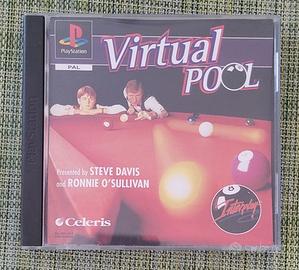 PlayStation
PAL
Virtual
POOL
Presented by STEVE DAVIS
and RONNIE O'SULLIVAN
Celeris
Interplay
PlayStation